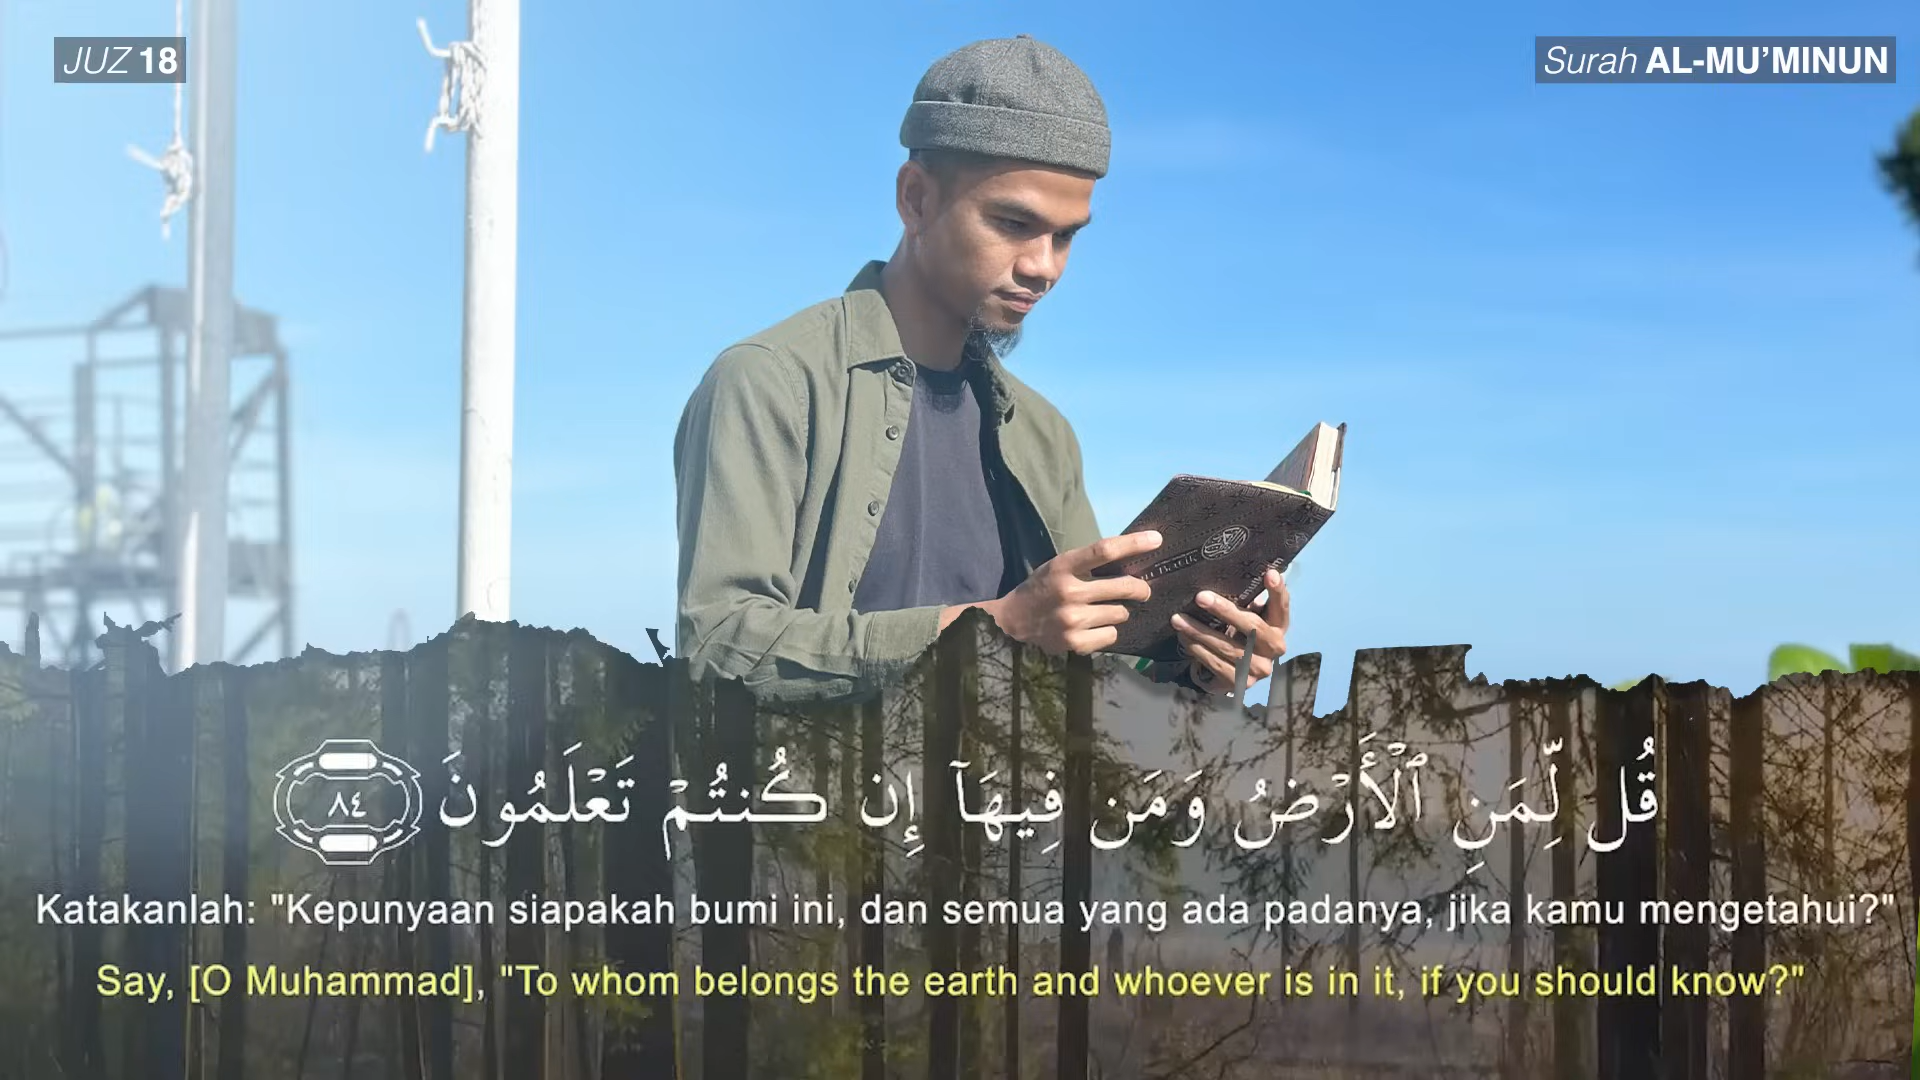 JUZ 18
Surah AL-MU’MINUN
قُل لِّمَنِ ٱلْأَرْضُ وَمَن فِيهَآ إِن كُنتُمْ تَعْلَمُونَ ٨٤
Katakanlah: "Kepunyaan siapakah bumi ini, dan semua yang ada padanya, jika kamu mengetahui?"
Say, [O Muhammad], "To whom belongs the earth and whoever is in it, if you should know?"